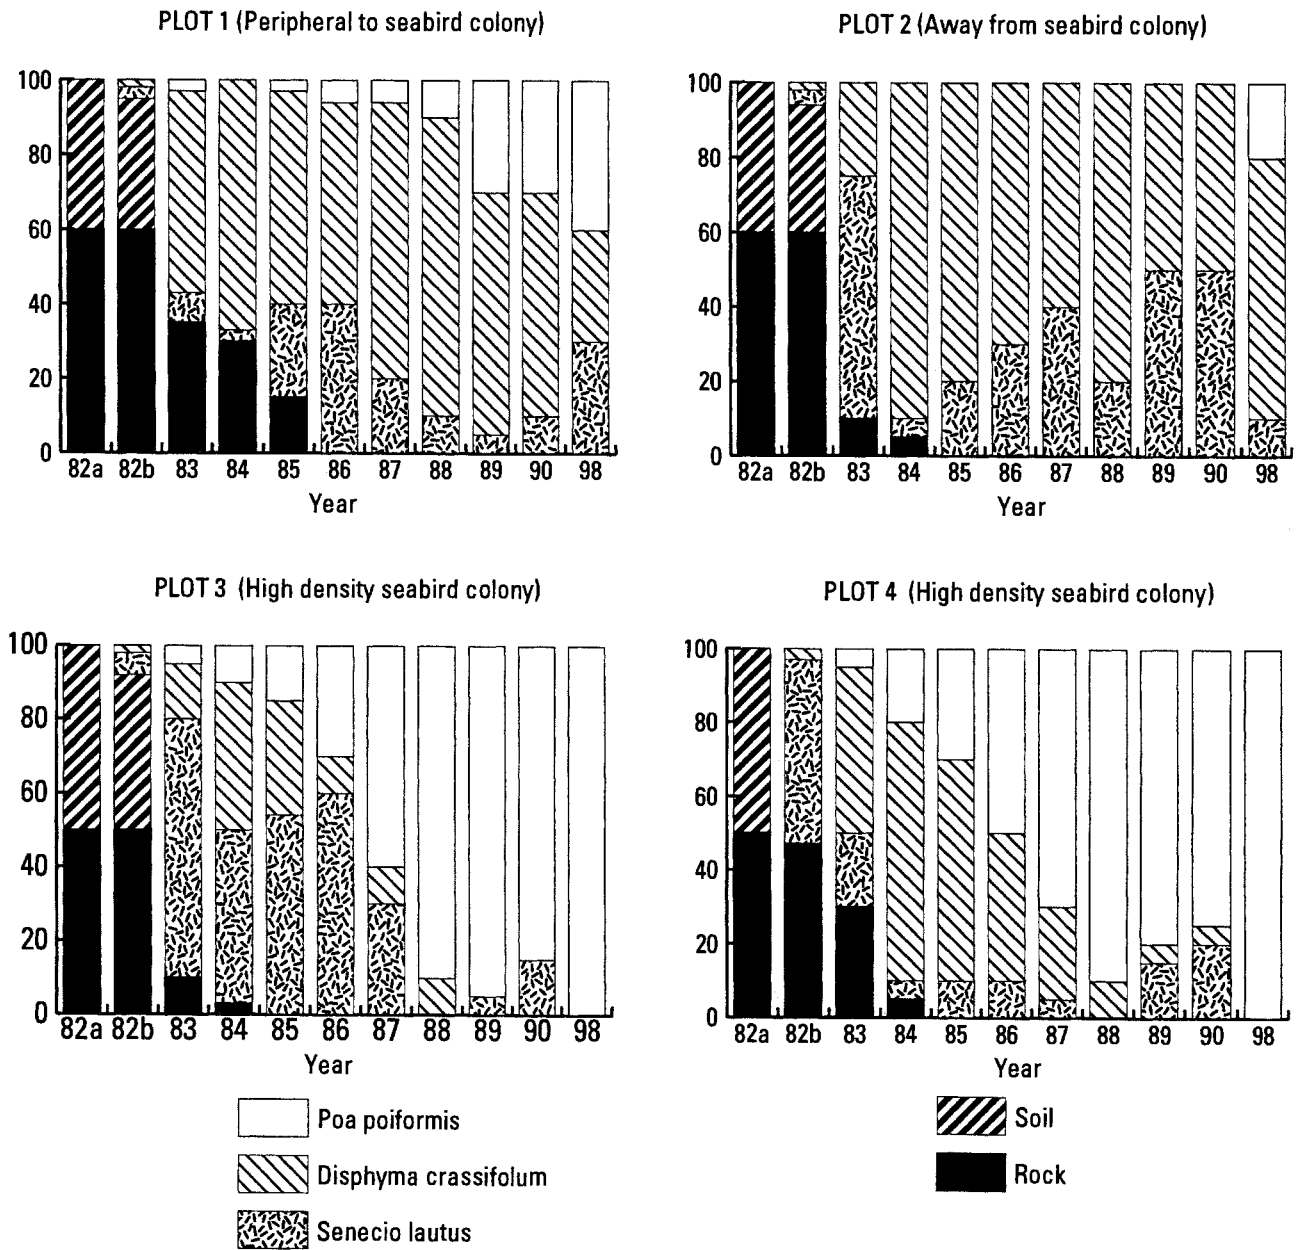 PLOT 1 (Peripheral to seabird colony)
100
80
60
40
20
0
82a 82b 83 84 85 86 87 88 89 90 98
Year
PLOT 2 (Away from seabird colony)
100
80
60
40
20
0
82a 82b 83 84 85 86 87 88 89 90 98
Year
PLOT 3 (High density seabird colony)
100
80
60
40
20
0
82a 82b 83 84 85 86 87 88 89 90 98
Year
PLOT 4 (High density seabird colony)
100
80
60
40
20
0
82a 82b 83 84 85 86 87 88 89 90 98
Year
Poa poiformis
Disphyma crassifolum
Senecio lautus
Soil
Rock